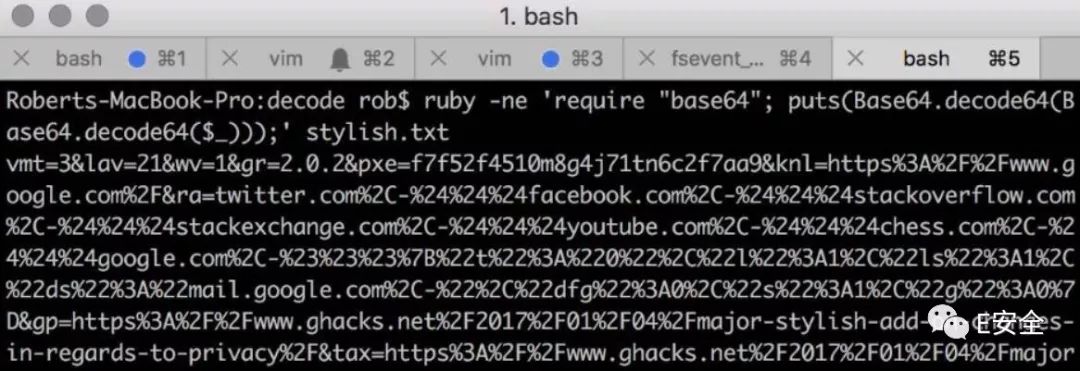 1. bash
bash ⌘1 vim ⌘2 vim ⌘3 fsevent_… ⌘4 bash ⌘5
Roberts-MacBook-Pro:decode rob$ ruby -ne 'require "base64"; puts(Base64.decode64(B
ase64.decode64($_)));' stylish.txt
vmt=3&lav=21&wv=1&gr=2.0.2&pxe=f7f52f4510m8g4j71tn6c2f7aa9&knl=https%3A%2F%2Fwww.g
oogle.com%2F&ra=twitter.com%2C-%24%24%24facebook.com%2C-%24%24%24stackoverflow.com
%2C-%24%24%24stackexchange.com%2C-%24%24%24youtube.com%2C-%24%24%24chess.com%2C-%2
4%24%24google.com%2C-%23%23%23%7B%22t%22%3A%220%22%2C%22l%22%3A1%2C%22ls%22%3A1%2C
%22ds%22%3A%22mail.google.com%2C-%22%2C%22dfg%22%3A0%2C%22s%22%3A1%2C%22g%22%3A0%7
D&gp=https%3A%2F%2Fwww.ghacks.net%2F2017%2F01%2F04%2Fmajor-stylish-add-
E安全
in-regards-to-privacy%2F&tax=https%3A%2F%2Fwww.ghacks.net%2F2017%2F01%2F04%2Fmajor